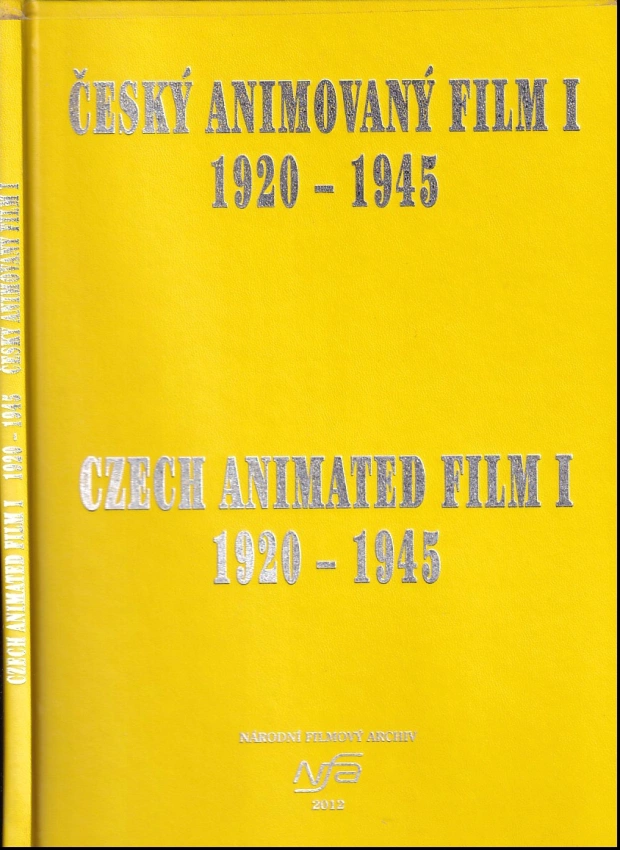 ČESKÝ ANIMOVANÝ FILM I
1920 – 1945
CZECH ANIMATED FILM I
1920 – 1945
NÁRODNÍ FILMOVÝ ARCHIV
nfa
2012
CZECH ANIMATED FILM I 1920 – 1945 ČESKÝ ANIMOVANÝ FILM I